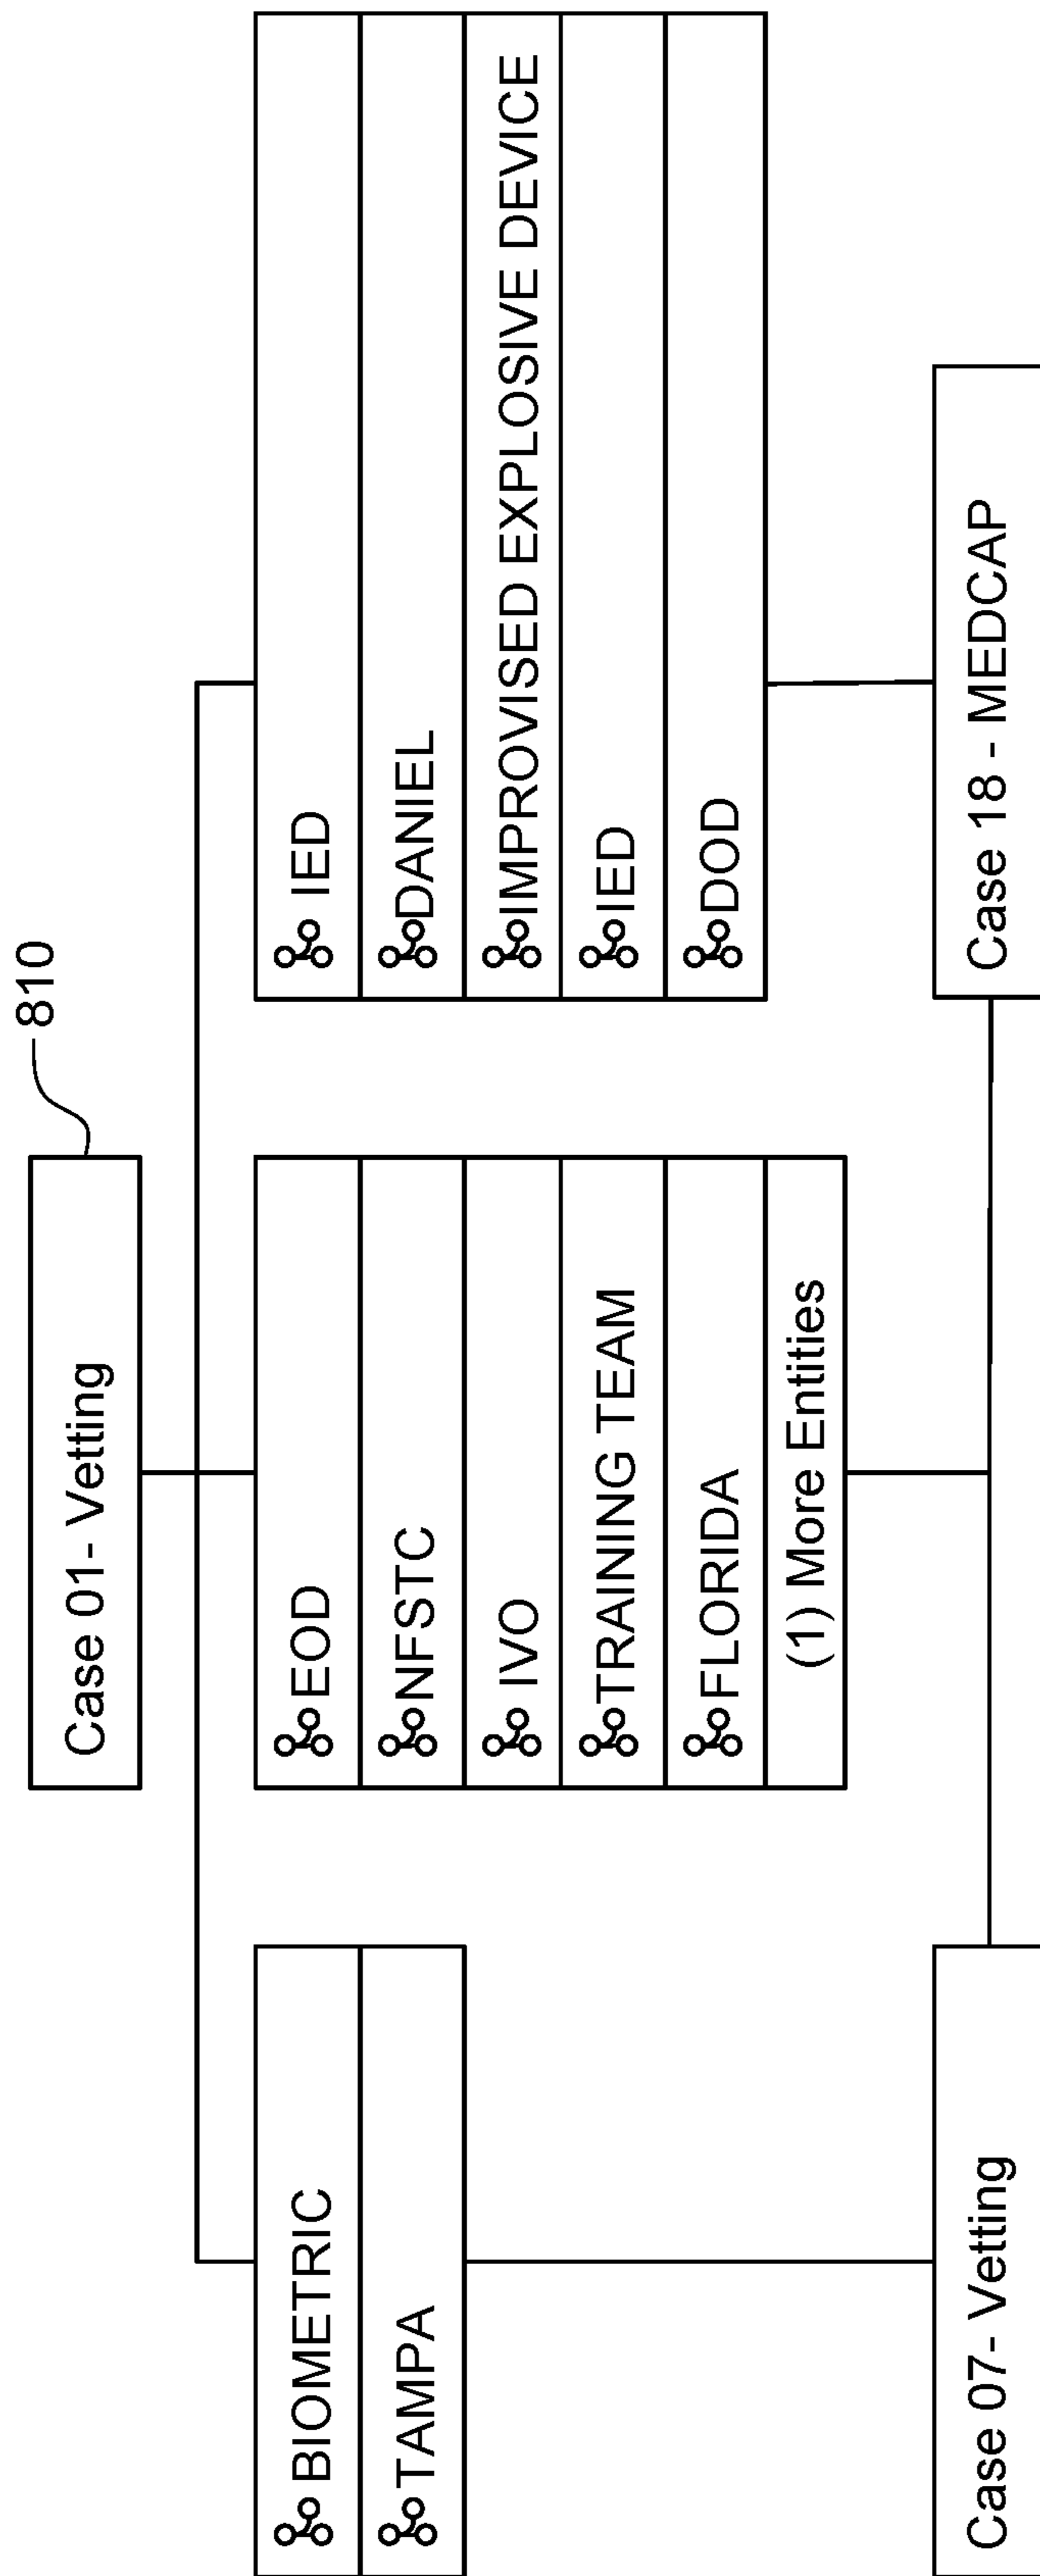 810
Case 01- Vetting
BIOMETRIC
TAMPA
EOD
NFSTC
IVO
TRAINING TEAM
FLORIDA
(1) More Entities
IED
DANIEL
IMPROVISED EXPLOSIVE DEVICE
IED
DOD
Case 07- Vetting
Case 18 - MEDCAP